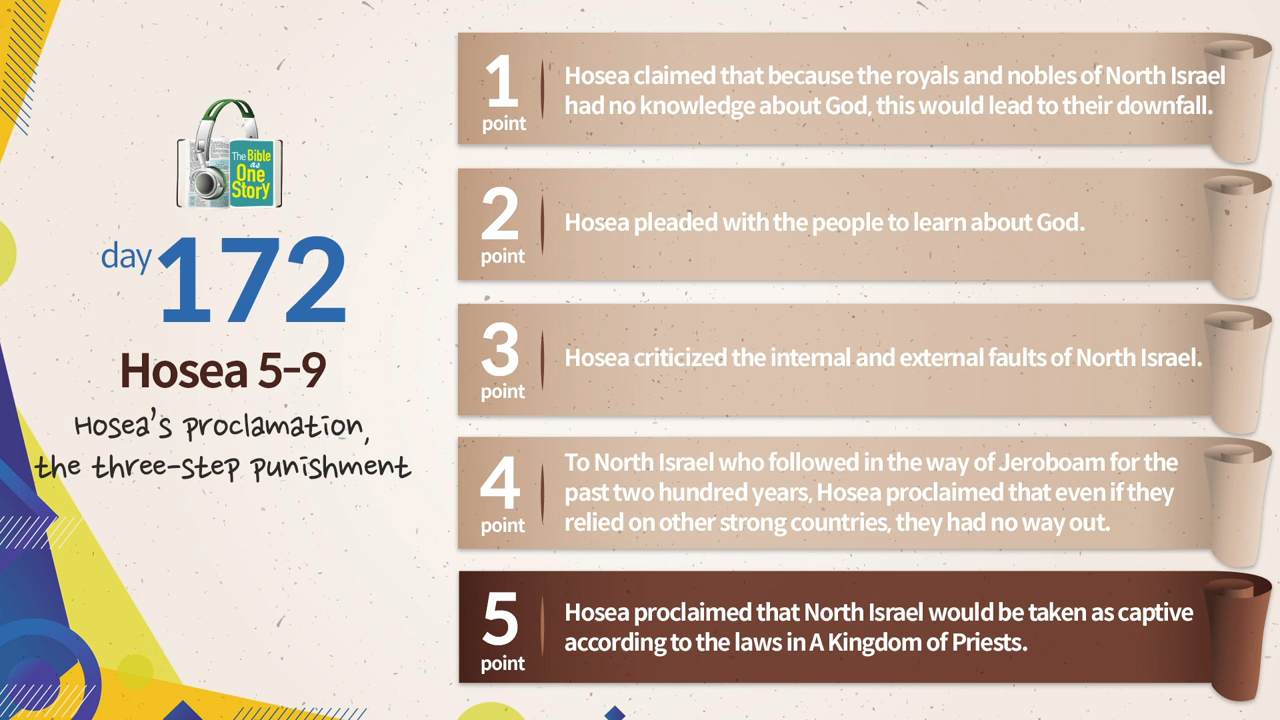 The Bible
as
One
Story
day 172
Hosea 5-9
Hosea's proclamation,
the three-step punishment
1
point
Hosea claimed that because the royals and nobles of North Israel
had no knowledge about God, this would lead to their downfall.
2
point
Hosea pleaded with the people to learn about God.
3
point
Hosea criticized the internal and external faults of North Israel.
4
point
To North Israel who followed in the way of Jeroboam for the
past two hundred years, Hosea proclaimed that even if they
relied on other strong countries, they had no way out.
5
point
Hosea proclaimed that North Israel would be taken as captive
according to the laws in A Kingdom of Priests.